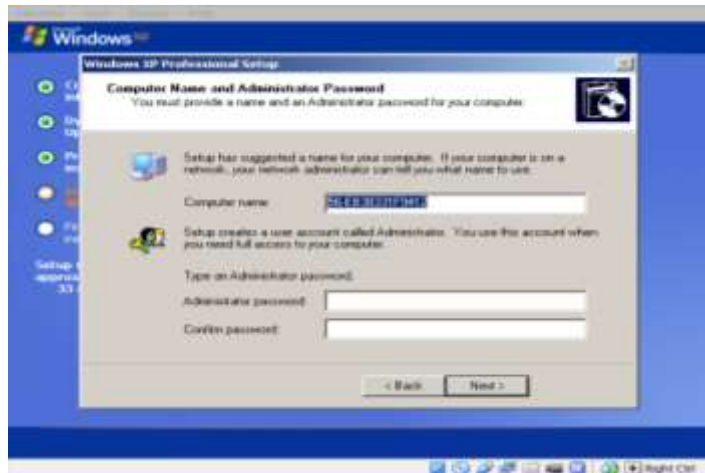 Windows XP
Windows XP Professional Setup
Computer Name and Administrator Password
You must provide a name and an Administrator password for your computer.
Setup has suggested a name for your computer. If your computer is on a
network, your network administrator can tell you what name to use.
Computer name:
Setup creates a user account called Administrator. You use this account when
you need full access to your computer.
Type an Administrator password.
Administrator password:
Confirm password:
Setup
approx
33
< Back
Next >
Right Ctrl